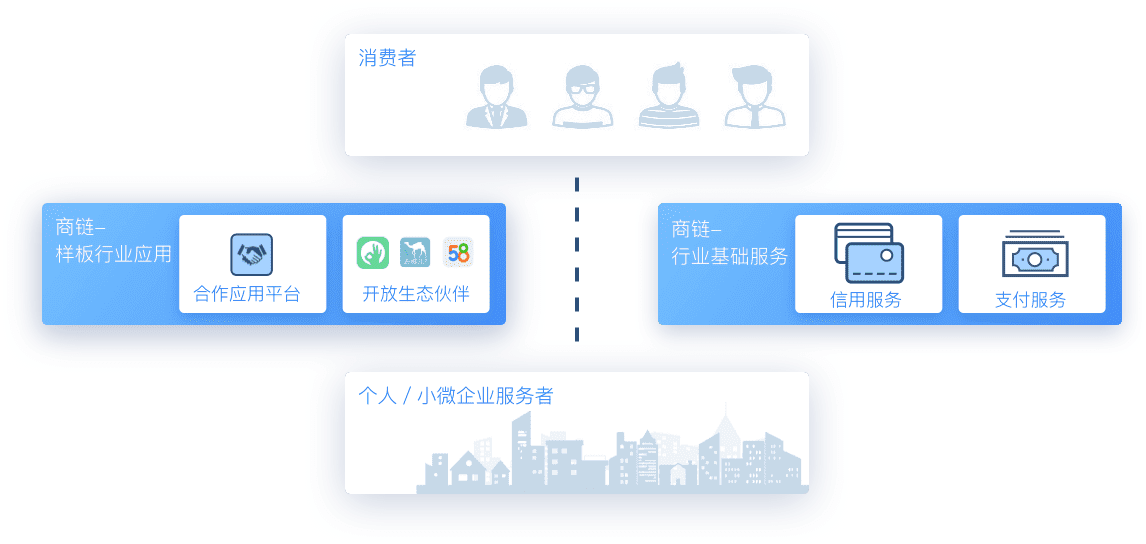 消费者
商链-
样板行业应用
合作应用平台
58
开放生态伙伴
商链-
行业基础服务
信用服务
支付服务
个人 / 小微企业服务者